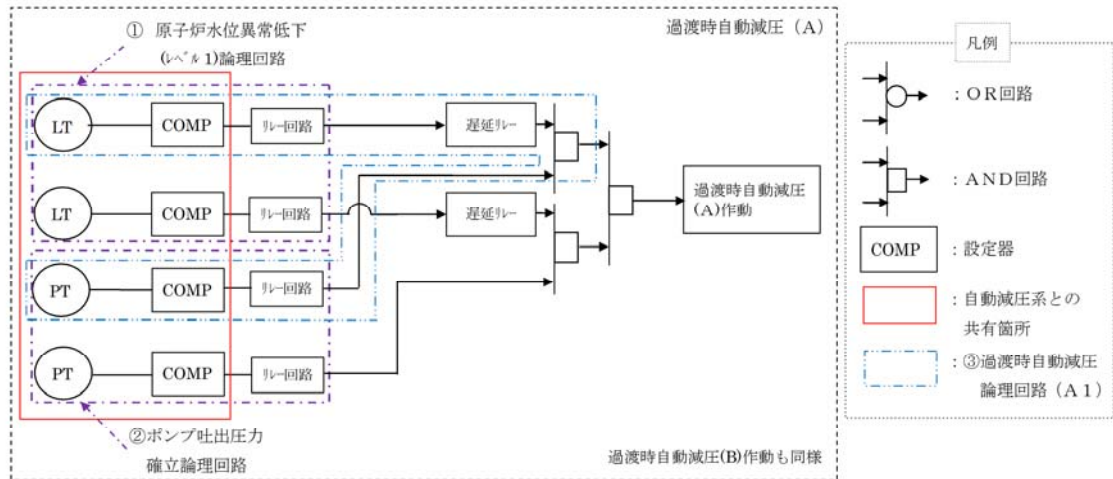 ① 原子炉水位異常低下
(ﾚﾍﾞﾙ 1)論理回路
過渡時自動減圧（A）
LT
COMP
ﾘﾚｰ回路
遅延ﾘﾚｰ
LT
COMP
ﾘﾚｰ回路
遅延ﾘﾚｰ
過渡時自動減圧
(A)作動
PT
COMP
ﾘﾚｰ回路
PT
COMP
ﾘﾚｰ回路
②ポンプ吐出圧力
確立論理回路
過渡時自動減圧(B)作動も同様
凡例
：ＯＲ回路
：ＡＮＤ回路
COMP
：設定器
：自動減圧系との
共有箇所
：③過渡時自動減圧
論理回路（Ａ１）